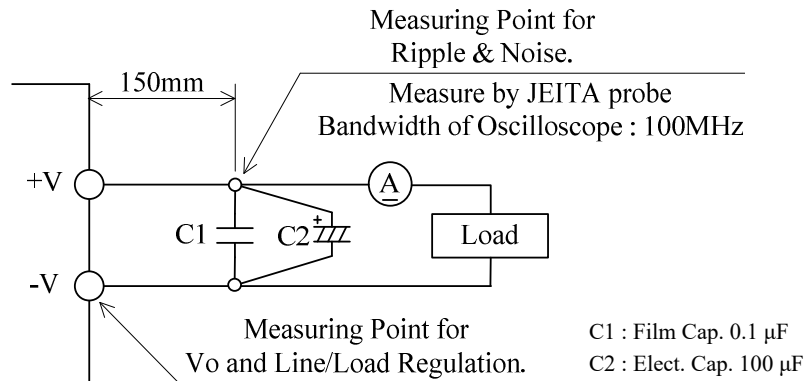 Measuring Point for
Ripple & Noise.
150mm
Measure by JEITA probe
Bandwidth of Oscilloscope : 100MHz
+V
A
C1
+
C2
Load
-V
Measuring Point for
Vo and Line/Load Regulation.
C1 : Film Cap. 0.1 μF
C2 : Elect. Cap. 100 μF